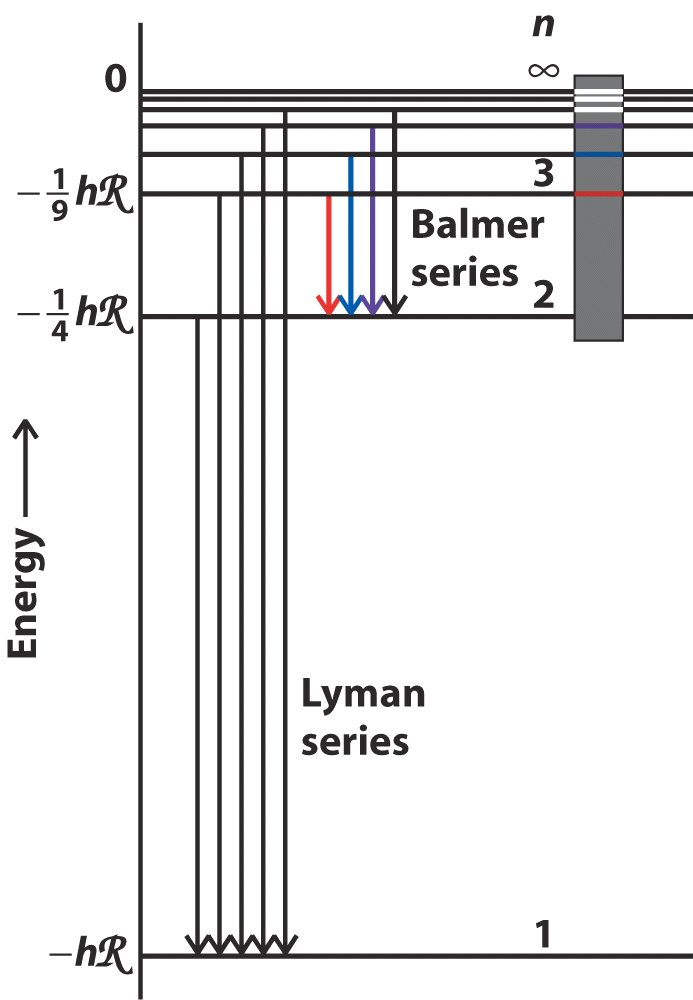 n
∞
0
3
−1/9 hℛ
Balmer
series
2
−1/4 hℛ
Energy
Lyman
series
1
−hℛ